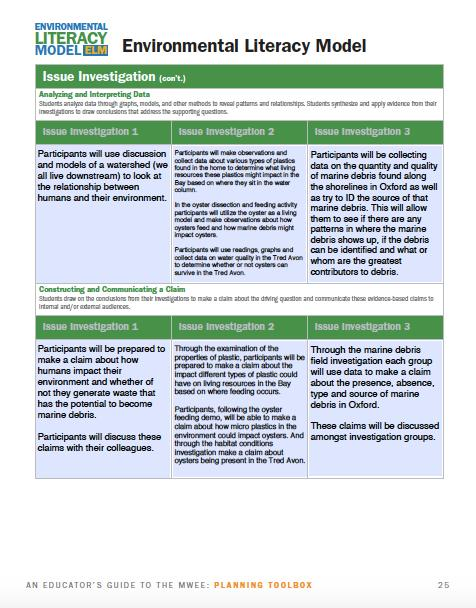 ENVIRONMENTAL
LITERACY
MODEL ELM
Environmental Literacy Model
Issue Investigation (con't.)
Analyzing and Interpreting Data
Students analyze data through graphs, models, and other methods to reveal patterns and relationships. Students synthesize and apply evidence from their
investigations to draw conclusions that address the supporting questions.
Issue Investigation 1
Participants will use discussion
and models of a watershed (we
all live downstream) to look at
the relationship between
humans and their environment.
Issue Investigation 2
Participants will make observations and
collect data about various types of plastics
found in the home to determine what living
resources these plastics might impact in the
Bay based on where they sit in the water
column.
In the oyster dissection and feeding activity
participants will utilize the oyster as a living
model and make observations about how
oysters feed and how marine debris might
impact oysters.
Participants will use readings, graphs and
collect data on water quality in the Tred Avon
to determine whether or not oysters can
survive in the Tred Avon.
Issue Investigation 3
Participants will be collecting
data on the quantity and quality
of marine debris found along
the shorelines in Oxford as well
as try to ID the source of that
marine debris. This will allow
them to see if there are any
patterns in where the marine
debris shows up, if the debris
can be identified and what or
whom are the greatest
contributors to debris.
Constructing and Communicating a Claim
Students draw on the conclusions from their investigations to make a claim about the driving question and communicate these evidence-based claims to
internal and/or external audiences.
Issue Investigation 1
Participants will be prepared to
make a claim about how
humans impact their
environment and whether of
not they generate waste that
has the potential to become
marine debris.
Participants will discuss these
claims with their colleagues.
Issue Investigation 2
Through the examination of the
properties of plastic, participants will be
prepared to make a claim about the
impact different types of plastic could
have on living resources in the Bay
based on where feeding occurs.
Participants, following the oyster
feeding demo, will be able to make a
claim about how micro plastics in the
environment could impact oysters. And
through the habitat conditions
investigation make a claim about
oysters being present in the Tred Avon.
Issue Investigation 3
Through the marine debris
field investigation each group
will use data to make a claim
about the presence, absence,
type and source of marine
debris in Oxford.
These claims will be discussed
amongst investigation groups.
AN EDUCATOR'S GUIDE TO THE MWEE: PLANNING TOOLBOX
25